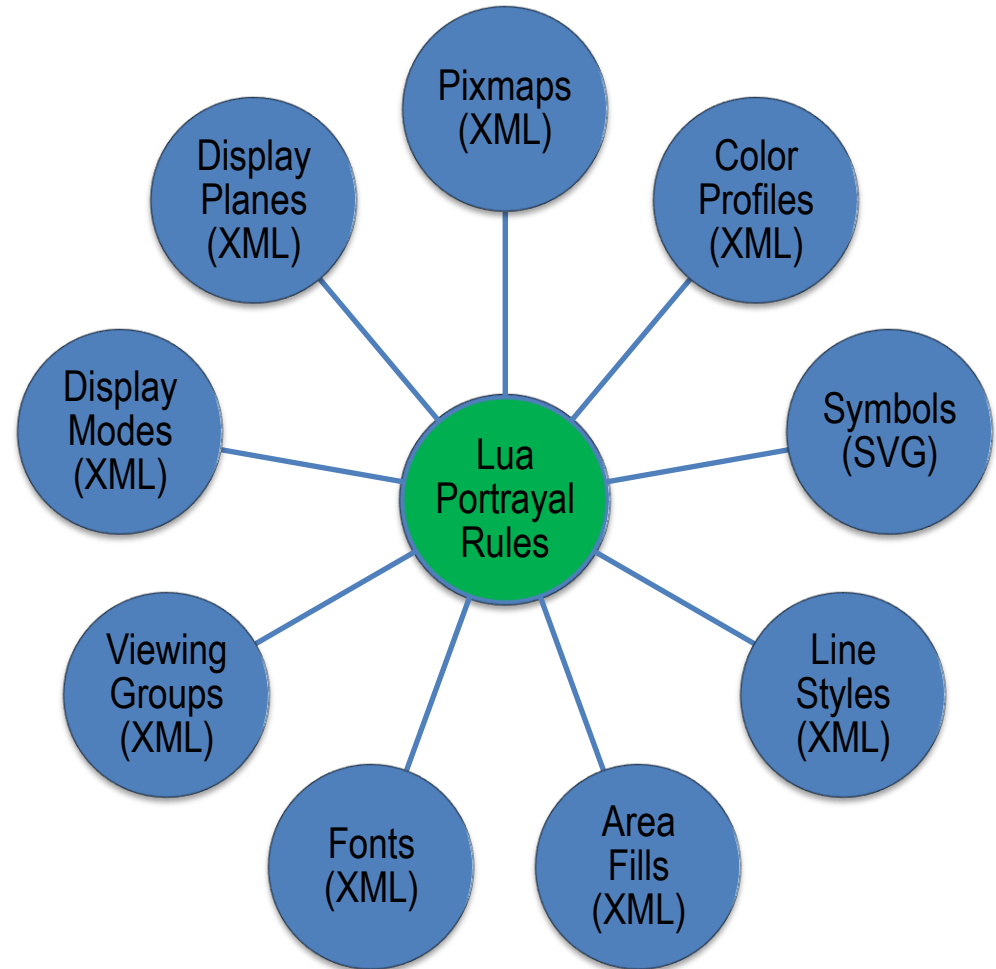 Pixmaps
(XML)
Color
Profiles
(XML)
Symbols
(SVG)
Line
Styles
(XML)
Area
Fills
(XML)
Fonts
(XML)
Viewing
Groups
(XML)
Display
Modes
(XML)
Display
Planes
(XML)
Lua
Portrayal
Rules